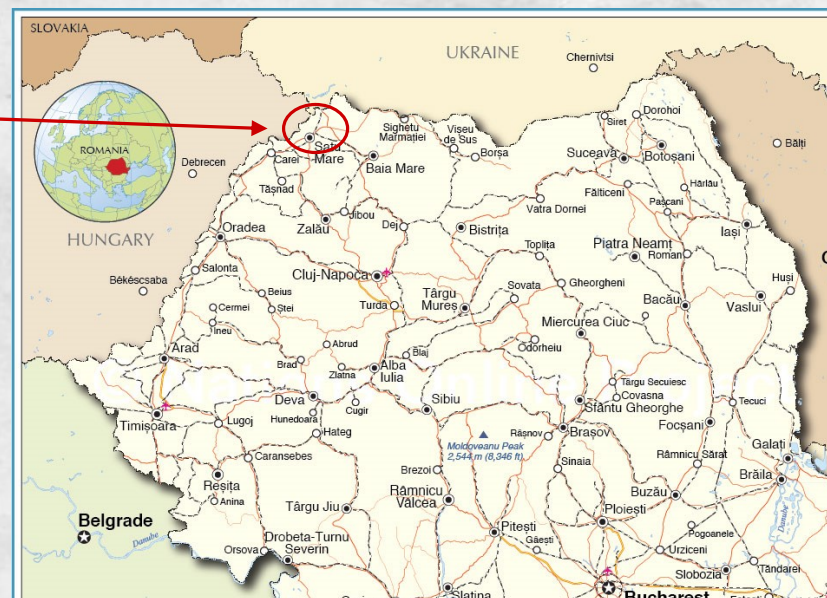 SLOVAKIA
UKRAINE
Chernivtsi
ROMANIA
Debrecen
HUNGARY
Békéscsaba
Bălți
Satu
Mare
Carei
Tășnad
Sighetu
Marmației
Baia Mare
Vișeu
de Sus
Borșa
Siret
Dorohoi
Suceava
Botoșani
Fălticeni
Hârlău
Pașcani
Vatra Dornei
Iași
Oradea
Zalău
Jibou
Dej
Bistrița
Toplița
Piatra Neamț
Roman
Salonta
Cluj-Napoca
Turda
Târgu
Mureș
Sovata
Gheorgheni
Bacău
Huși
Vaslui
Beius
Ștei
Cermei
Ineu
Miercurea Ciuc
Odorheiu
Arad
Abrud
Brad
Zlatna
Alba
Iulia
Blaj
Târgu Secuiesc
Covasna
Sfântu Gheorghe
Tecuci
Timișoara
Lugoj
Deva
Hunedoara
Cugir
Hateg
Sibiu
Moldoveanu Peak
2,544 m (8,346 ft)
Râșnov
Brașov
Focșani
Galați
Caransebes
Brezoi
Sinaia
Râmnicu Sărat
Brăila
Reșița
Anina
Târgu Jiu
Râmnicu
Vâlcea
Buzău
Ploiești
Belgrade
Danube
Orsova
Drobeta-Turnu
Severin
Pitești
Găești
Pogoanele
Urziceni
Danube
Slobozia
Țăndarei
Slatina
Bucharest